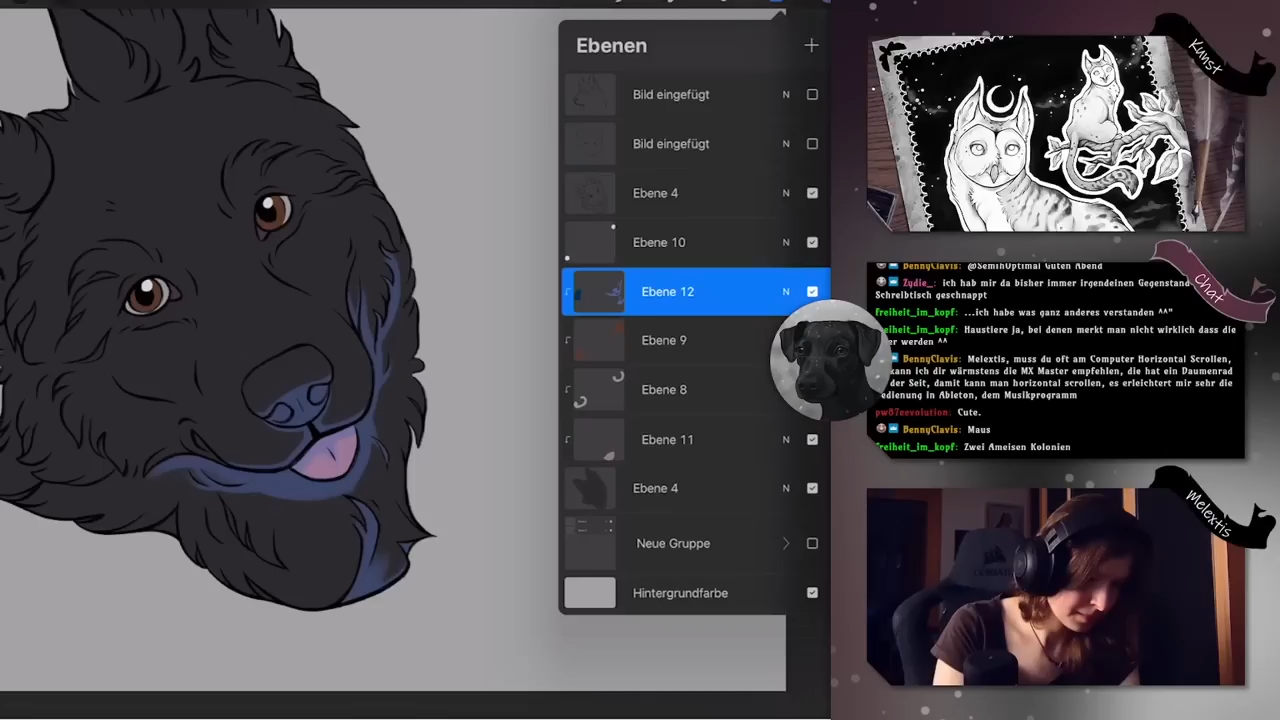 Ebenen
Bild eingefügt N
Bild eingefügt N
Ebene 4 N
Ebene 10 N
Ebene 12 N
Ebene 9
Ebene 8
Ebene 11 N
Ebene 4 N
Neue Gruppe
Hintergrundfarbe
Kunst
BennyClavis: @SemihOptimal Guten Abend
Zydie_: ich hab mir da bisher immer irgendeinen Gegenstand
Schreibtisch geschnappt
freiheit_im_kopf: ...ich habe was ganz anderes verstanden ^^"
freiheit_im_kopf: Haustiere ja, bei denen merkt man nicht wirklich dass die
er werden ^^
BennyClavis: Melextis, muss du oft am Computer Horizontal Scrollen,
kann ich dir wärmstens die MX Master empfehlen, die hat ein Daumenrad
der Seit, damit kann man horizontal scrollen, es erleichtert mir sehr die
edienung in Ableton, dem Musikprogramm
pw87eevolution: Cute.
BennyClavis: Maus
freiheit_im_kopf: Zwei Ameisen Kolonien
Chat
Melextis